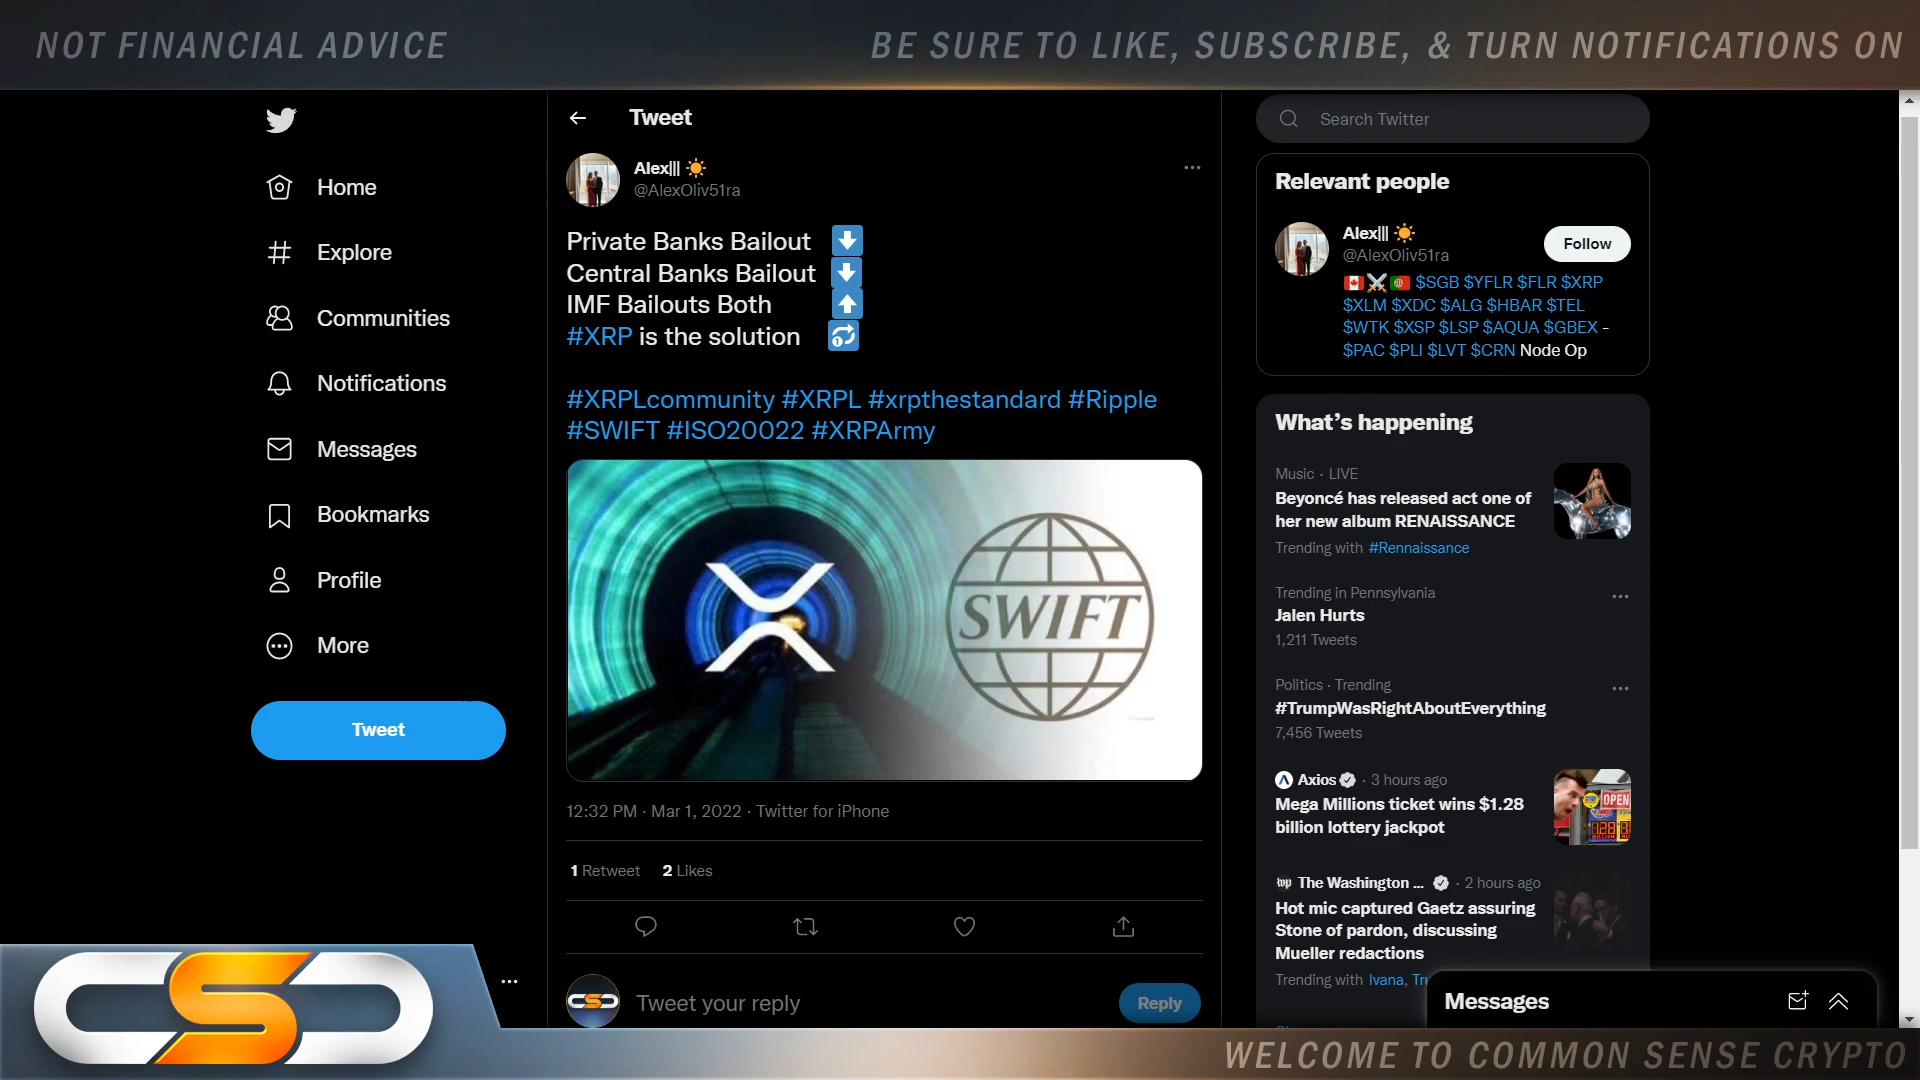 NOT FINANCIAL ADVICE
BE SURE TO LIKE, SUBSCRIBE, & TURN NOTIFICATIONS ON
Home
Explore
Communities
Notifications
Messages
Bookmarks
Profile
More
Tweet
Tweet
Alex||| ☀️
@AlexOliv51ra
Private Banks Bailout ⬇️
Central Banks Bailout ⬇️
IMF Bailouts Both ⬆️
#XRP is the solution 🔂
#XRPLcommunity #XRPL #xrpthestandard #Ripple
#SWIFT #ISO20022 #XRPArmy
SWIFT
12:32 PM · Mar 1, 2022 · Twitter for iPhone
1 Retweet 2 Likes
Tweet your reply
Reply
Search Twitter
Relevant people
Alex||| ☀️
@AlexOliv51ra
Follow
🇨🇦⚔️🇵🇹 $SGB $YFLR $FLR $XRP
$XLM $XDC $ALG $HBAR $TEL
$WTK $XSP $LSP $AQUA $GBEX -
$PAC $PLI $LVT $CRN Node Op
What's happening
Music · LIVE
Beyoncé has released act one of
her new album RENAISSANCE
Trending with #Rennaissance
Trending in Pennsylvania
Jalen Hurts
1,211 Tweets
Politics · Trending
#TrumpWasRightAboutEverything
7,456 Tweets
Axios · 3 hours ago
Mega Millions ticket wins $1.28
billion lottery jackpot
OPEN
The Washington ... · 2 hours ago
Hot mic captured Gaetz assuring
Stone of pardon, discussing
Mueller redactions
Trending with Ivana,
Messages
CSC
WELCOME TO COMMON SENSE CRYPTO